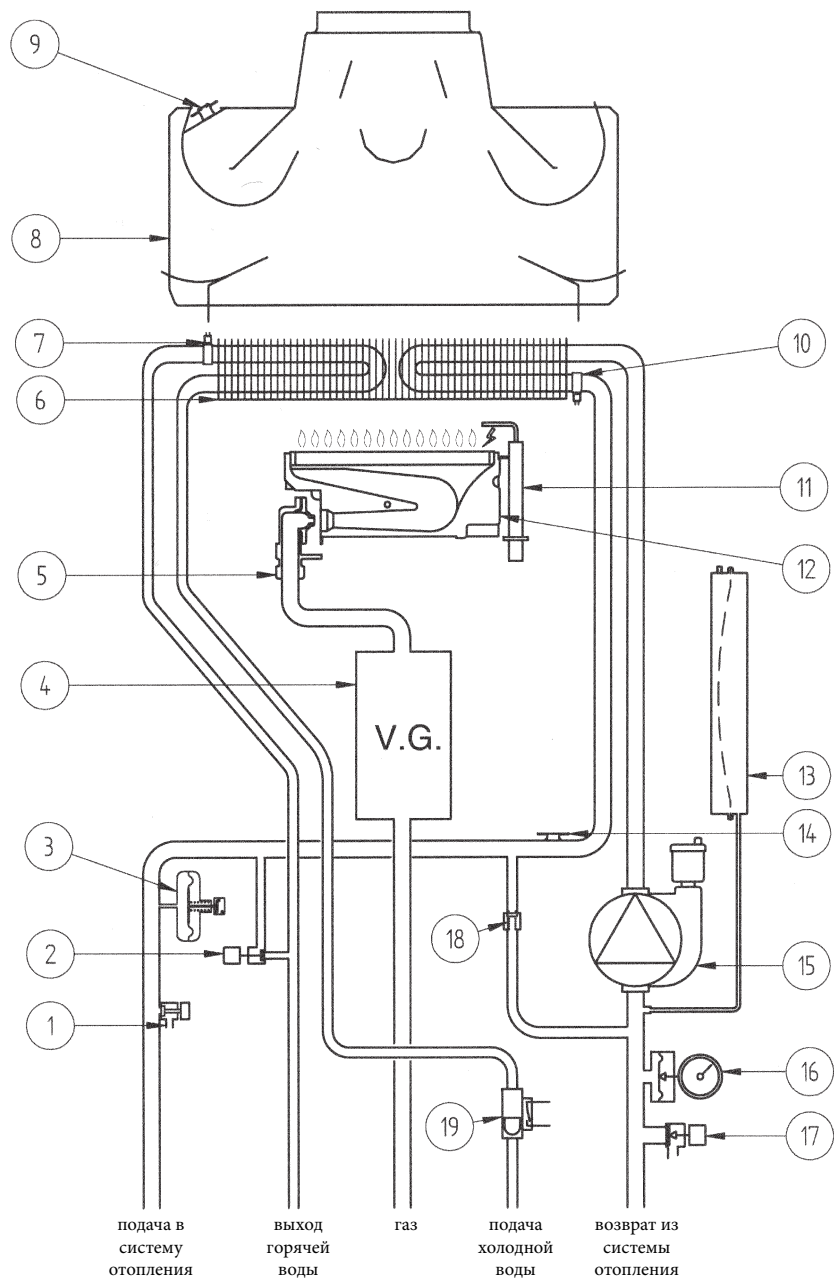 9
8
7
10
6
11
5
12
4
V.G.
13
14
3
18
2
15
1
16
19
17
подача в
систему
отопления
выход
горячей
воды
газ
подача
холодной
воды
возврат из
системы
отопления